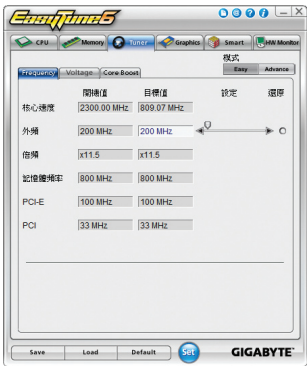 EasyTune6
CPU Memory Tuner Graphics Smart HW Monitor
模式
Easy Advance
Frequency Voltage Core Boost
開機值 目標值 設定 還原
核心速度 2300.00 MHz 809.07 MHz
外頻 200 MHz 200 MHz
倍頻 x11.5 x11.5
記憶體頻率 800 MHz 800 MHz
PCI-E 100 MHz 100 MHz
PCI 33 MHz 33 MHz
Save Load Default Set GIGABYTE